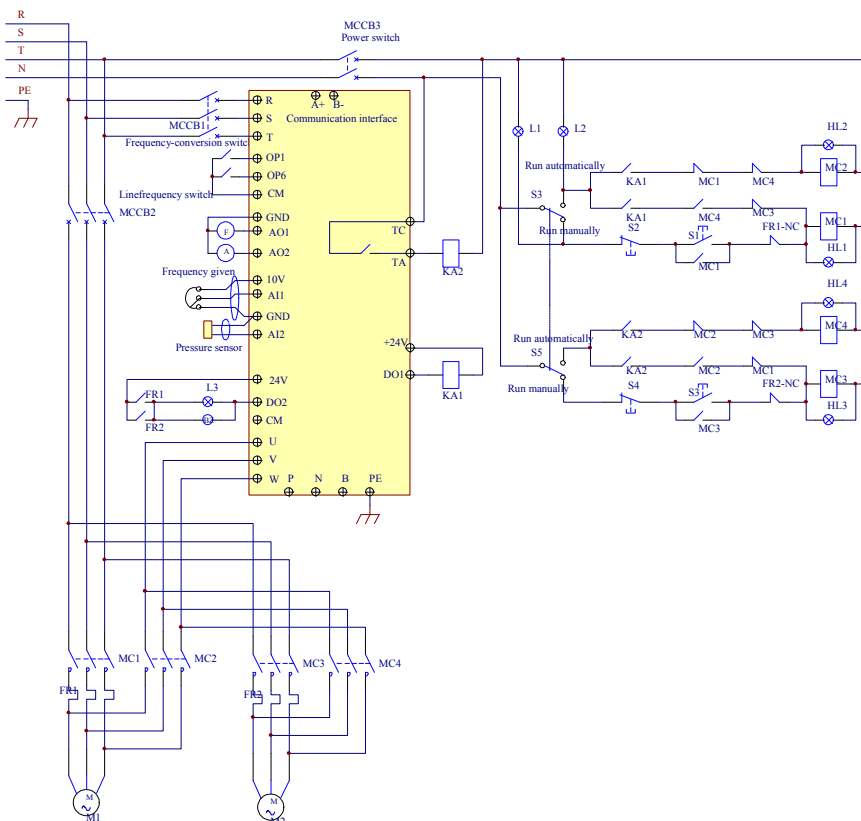 R
S
T
N
PE
MCCB3
Power switch
R
S
T
MCCB1
A+ B-
Communication interface
Frequency-conversion switc
OP1
OP6
CM
Linefrequency switch
MCCB2
GND
AO1
AO2
F
A
Frequency given
10V
AI1
GND
AI2
Pressure sensor
24V
DO2
CM
FR1
FR2
L3
U
V
W
P N B PE
TC
TA
+24V
DO1
KA2
KA1
L1
L2
Run automatically
S3
Run manually
KA1 MC1 MC4
HL2
MC2
KA1 MC4 MC3
S2
S1
MC1
FR1-NC
MC1
HL1
HL4
Run automatically
S5
Run manually
KA2 MC2 MC3
MC4
KA2 MC2 MC1
S4
S3
MC3
FR2-NC
MC3
HL3
MC1
MC2
MC3
MC4
FR1
FR2
M
M1
M
M2